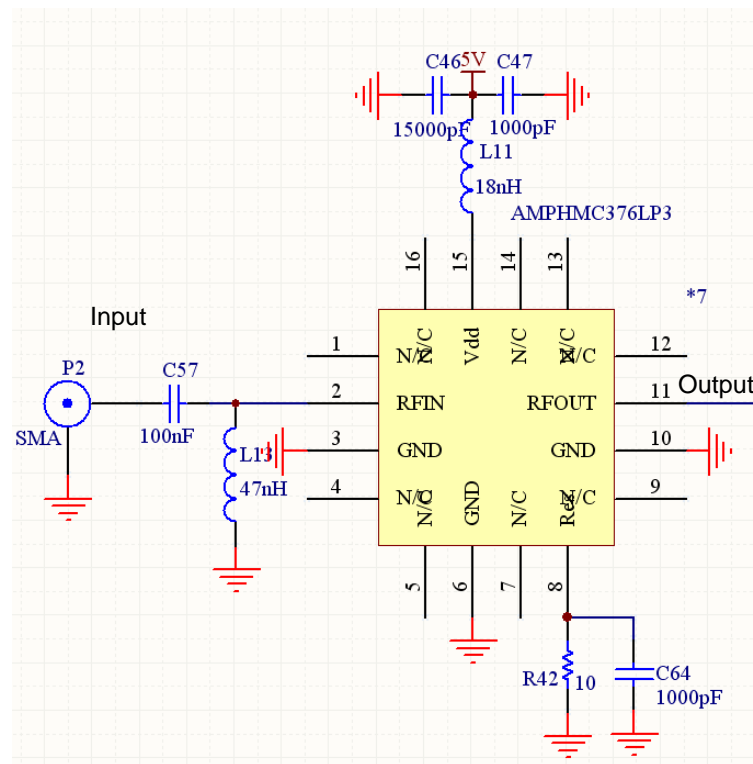 C46
5V
C47
15000pF
1000pF
L11
18nH
AMPHMC376LP3
16
15
14
13
*7
Input
N/C
Vdd
N/C
N/C
P2
C57
1
N/C
N/C
12
2
RFIN
RFOUT
11
Output
SMA
100nF
L13
3
GND
GND
10
47nH
4
N/C
N/C
9
N/C
GND
N/C
Res
5
6
7
8
R42
10
C64
1000pF